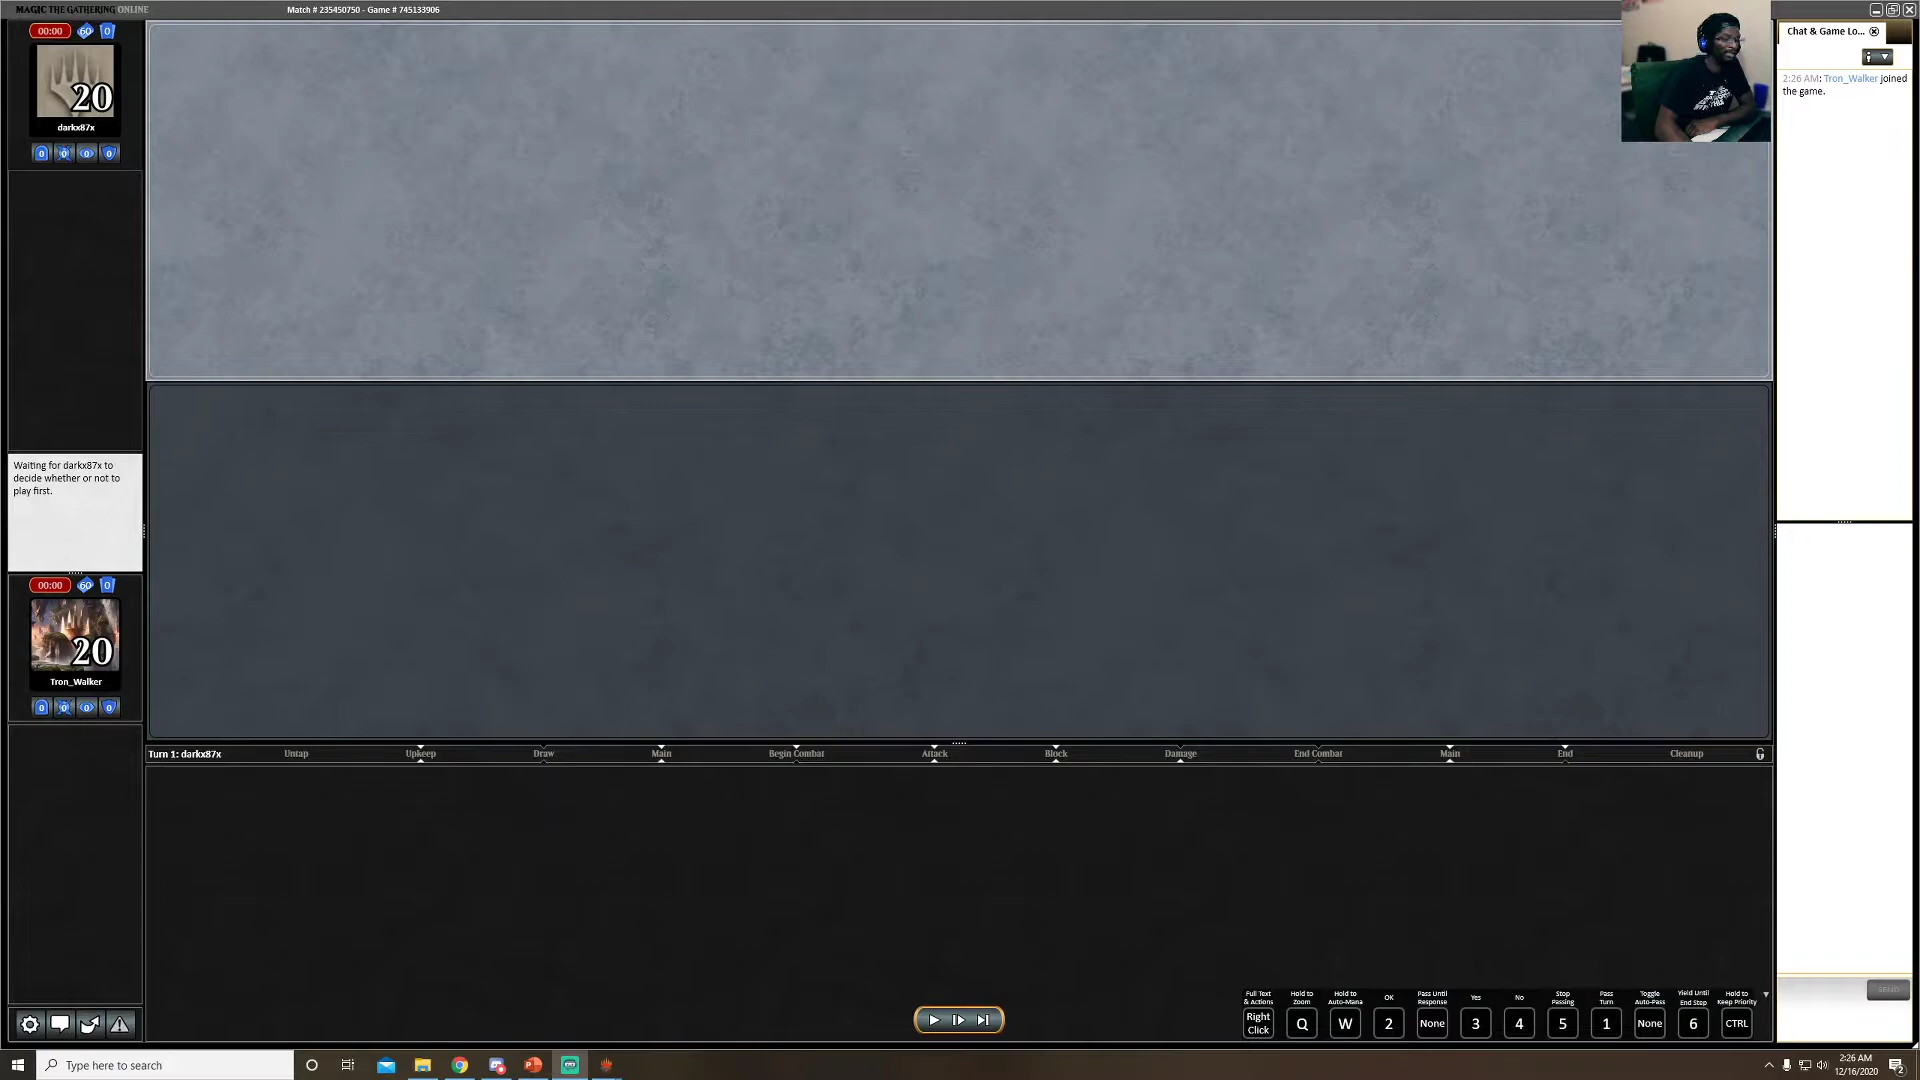 MAGIC THE GATHERING ONLINE
Match # 235450750 - Game # 745133906
00:00 60 0
20
darkx87x
0 0 0 0
Waiting for darkx87x to
decide whether or not to
play first.
00:00 60 0
20
Tron_Walker
0 0 0 0
Turn 1: darkx87x Untap Upkeep Draw Main Begin Combat Attack Block Damage End Combat Main End Cleanup
Chat & Game Lo...
2:26 AM: Tron_Walker joined
the game.
SEND
Full Text
& Actions
Right
Click
Hold to
Zoom
Q
Hold to
Auto-Mana
W
OK
2
Pass Until
Response
None
Yes
3
No
4
Stop
Passing
5
Pass
Turn
1
Toggle
Auto-Pass
None
Yield Until
End Step
6
Hold to
Keep Priority
CTRL
Type here to search
2:26 AM
12/16/2020
2